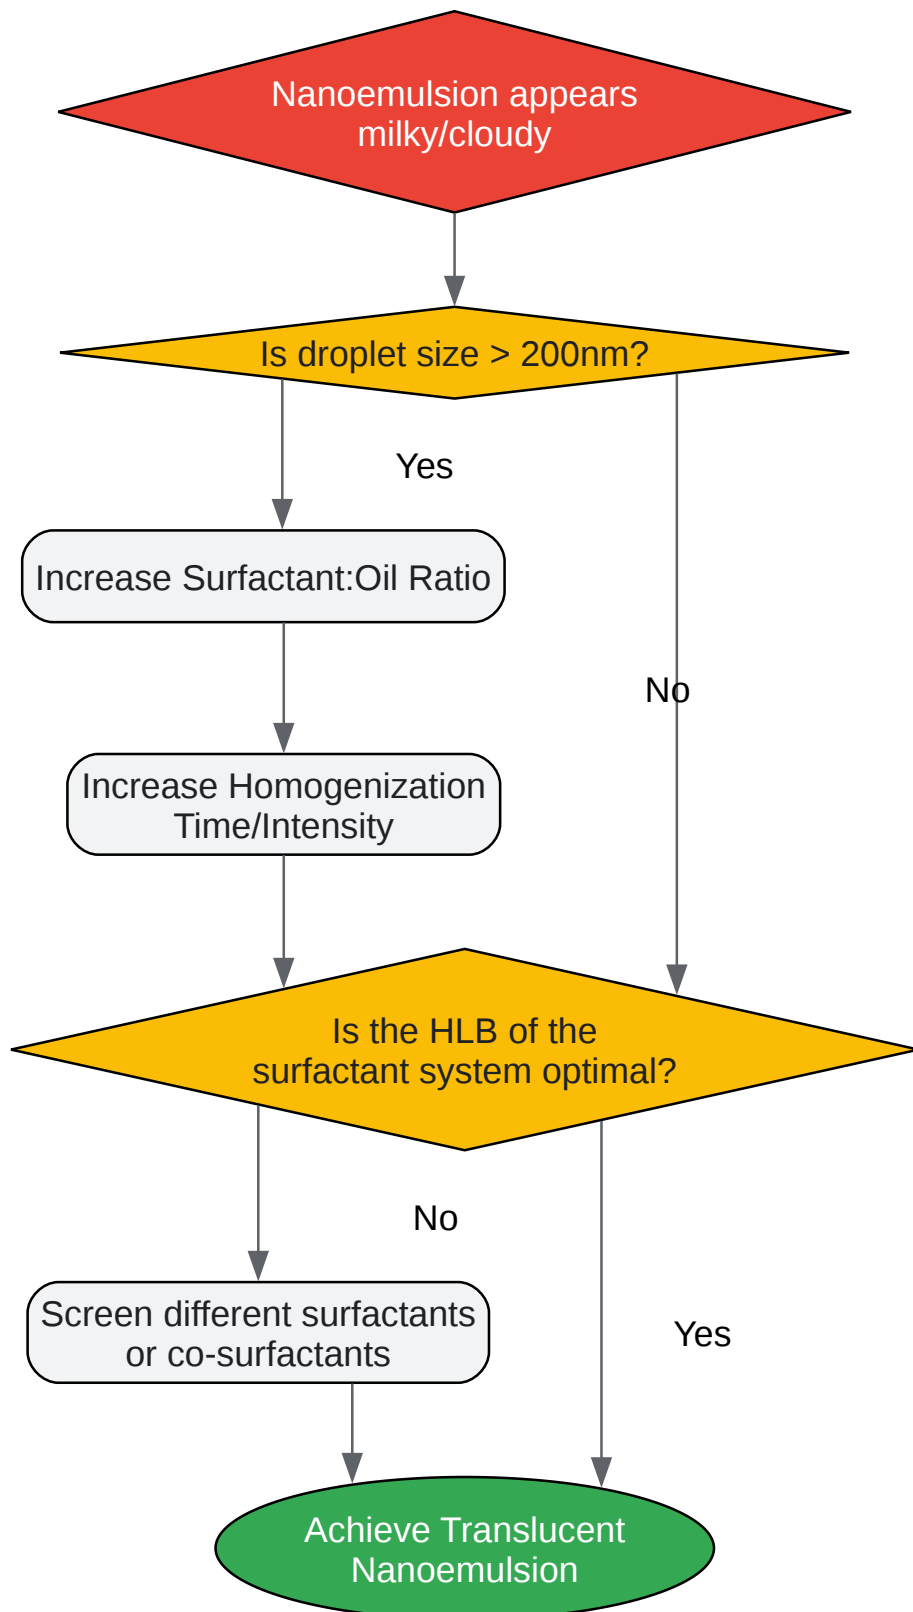 Nanoemulsion appears
milky/cloudy
Is droplet size > 200nm?
Yes
Increase Surfactant:Oil Ratio
No
Increase Homogenization
Time/Intensity
Is the HLB of the
surfactant system optimal?
No
Screen different surfactants
or co-surfactants
Yes
Achieve Translucent
Nanoemulsion